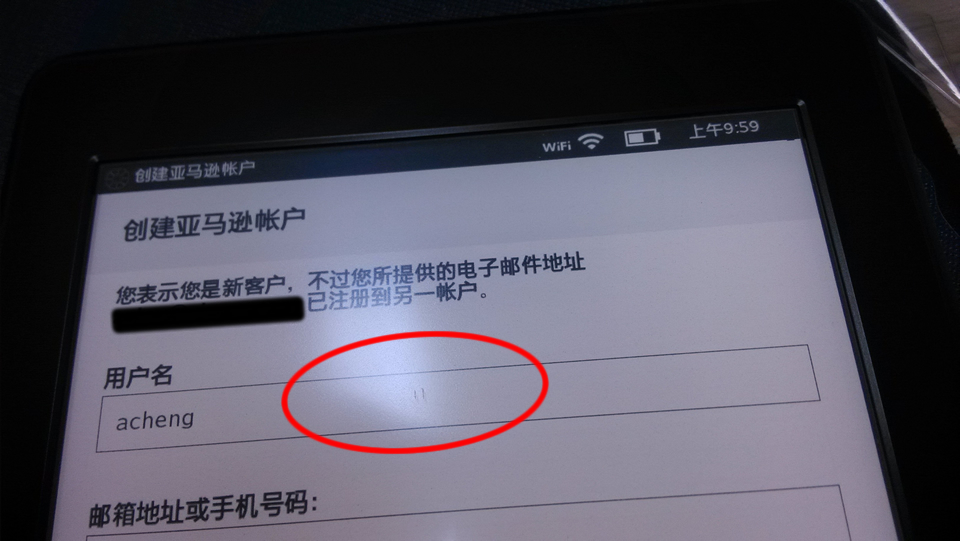 WiFi 上午9:59
创建亚马逊帐户
创建亚马逊帐户
您表示您是新客户，不过您所提供的电子邮件地址
已注册到另一帐户。
用户名
acheng
邮箱地址或手机号码：